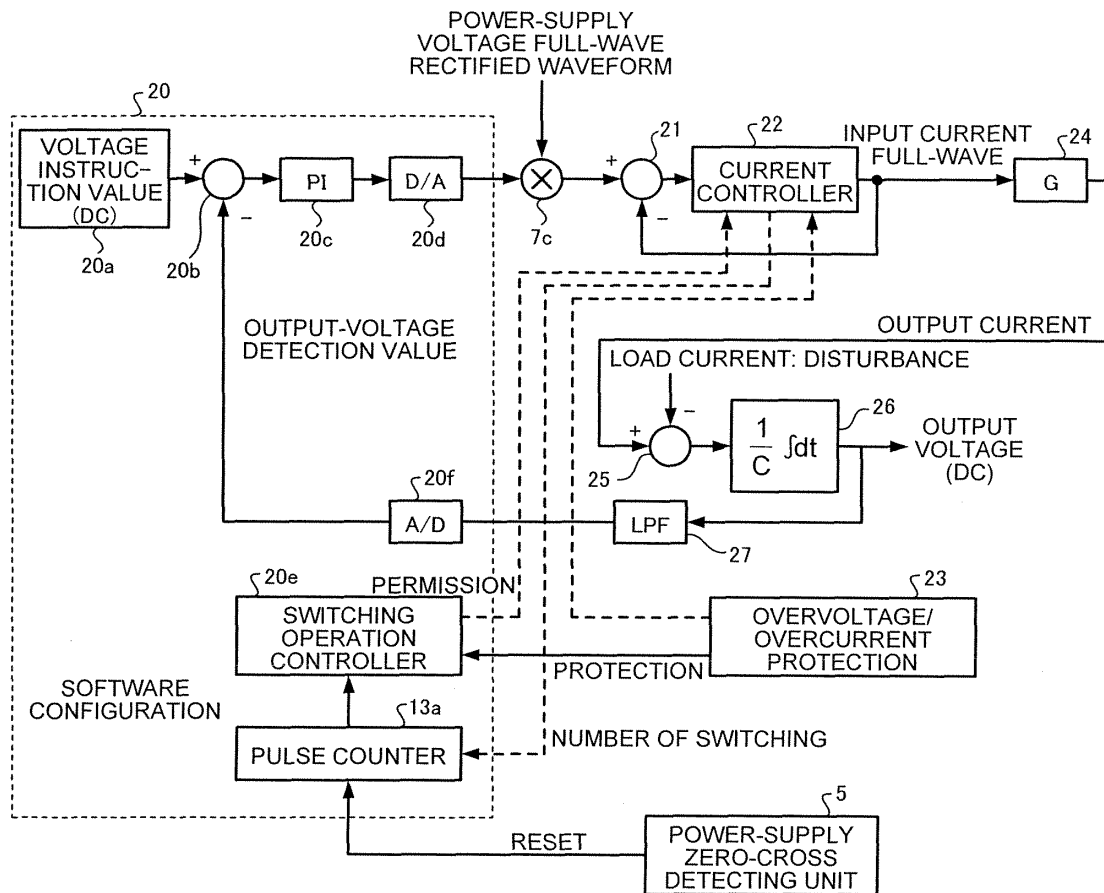 POWER-SUPPLY
VOLTAGE FULL-WAVE
RECTIFIED WAVEFORM
20
VOLTAGE
INSTRUC-
TION VALUE
(DC)
20a
+
-
20b
PI
20c
D/A
20d
×
7c
+
-
21
22
CURRENT
CONTROLLER
INPUT CURRENT
FULL-WAVE
24
G
OUTPUT-VOLTAGE
DETECTION VALUE
OUTPUT CURRENT
LOAD CURRENT: DISTURBANCE
-
+
25
1
C
∫dt
26
OUTPUT
VOLTAGE
(DC)
20f
A/D
LPF
27
20e
PERMISSION
SWITCHING
OPERATION
CONTROLLER
23
OVERVOLTAGE/
OVERCURRENT
PROTECTION
PROTECTION
SOFTWARE
CONFIGURATION
13a
PULSE COUNTER
NUMBER OF SWITCHING
RESET
5
POWER-SUPPLY
ZERO-CROSS
DETECTING UNIT